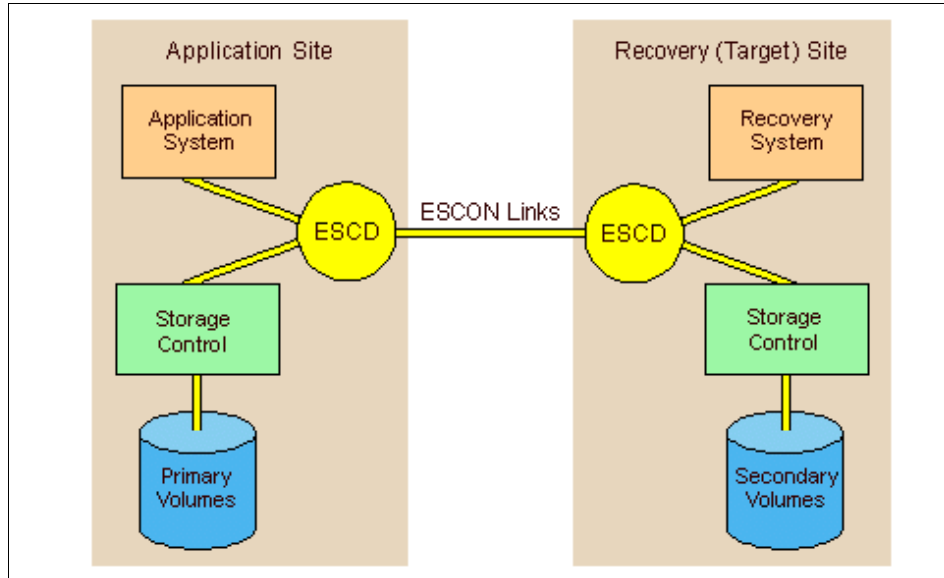 Application Site
Application
System
ESCD
Storage
Control
Primary
Volumes
ESCON Links
Recovery (Target) Site
Recovery
System
ESCD
Storage
Control
Secondary
Volumes